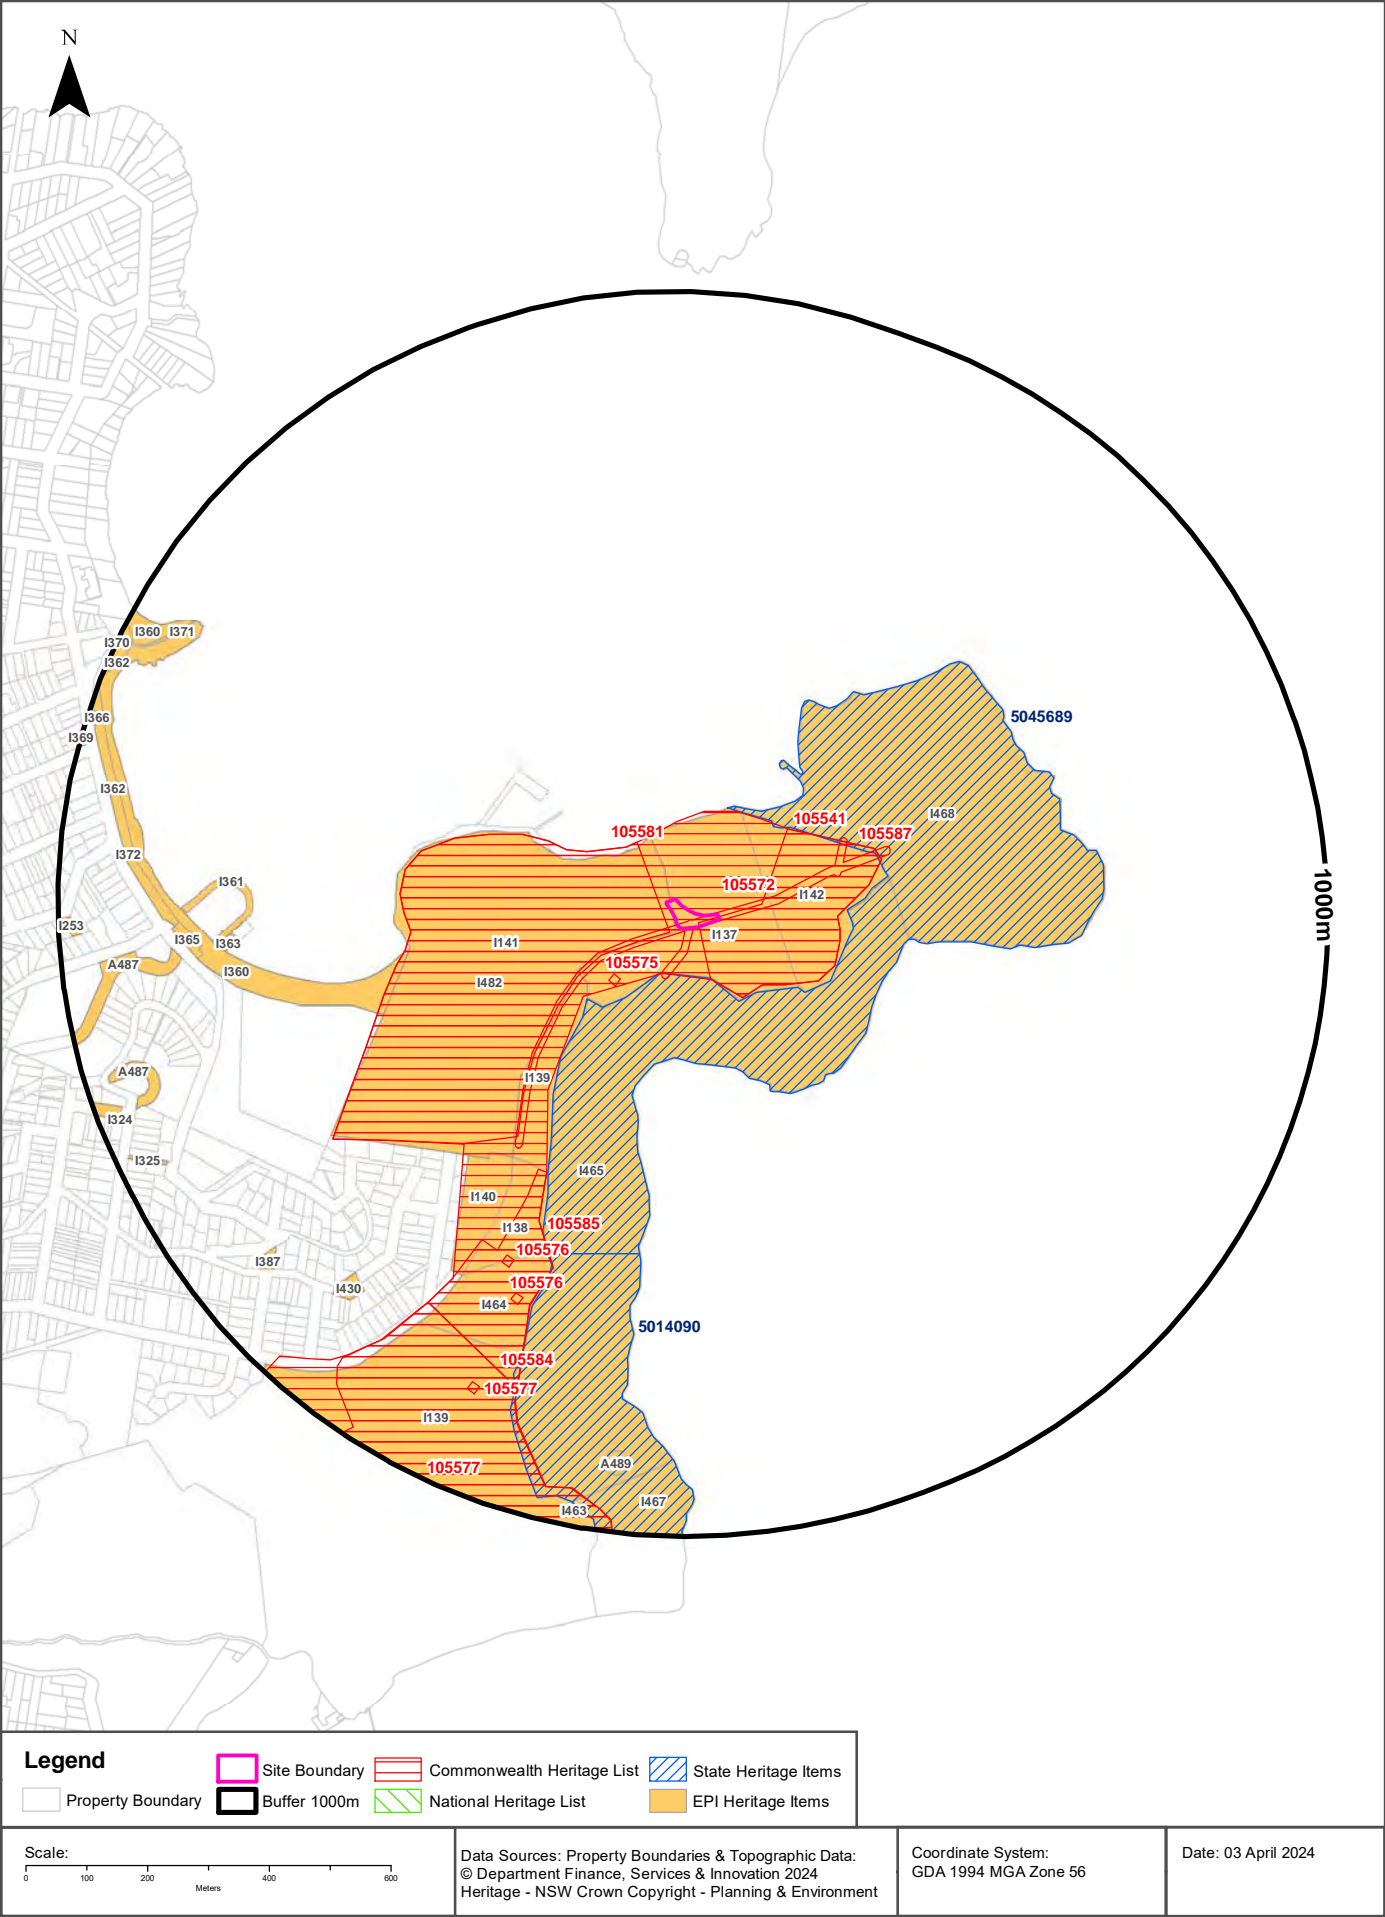 N
I360 I371
I370
I362
I366
I369
5045689
I362
I468
105541
105581
105587
I372
I361
105572
I142
1000m
I253
I365
I363
I137
I141
A487
105575
I360
I482
A487
I139
I324
I325
I465
I140
I138
105585
105576
I387
105576
I430
I464
5014090
105584
105577
I139
105577
A489
I467
I463
Legend
Property Boundary
Site Boundary
Buffer 1000m
Commonwealth Heritage List
National Heritage List
State Heritage Items
EPI Heritage Items
Scale:
0 100 200 400 600
Meters
Data Sources: Property Boundaries & Topographic Data:
© Department Finance, Services & Innovation 2024
Heritage - NSW Crown Copyright - Planning & Environment
Coordinate System:
GDA 1994 MGA Zone 56
Date: 03 April 2024